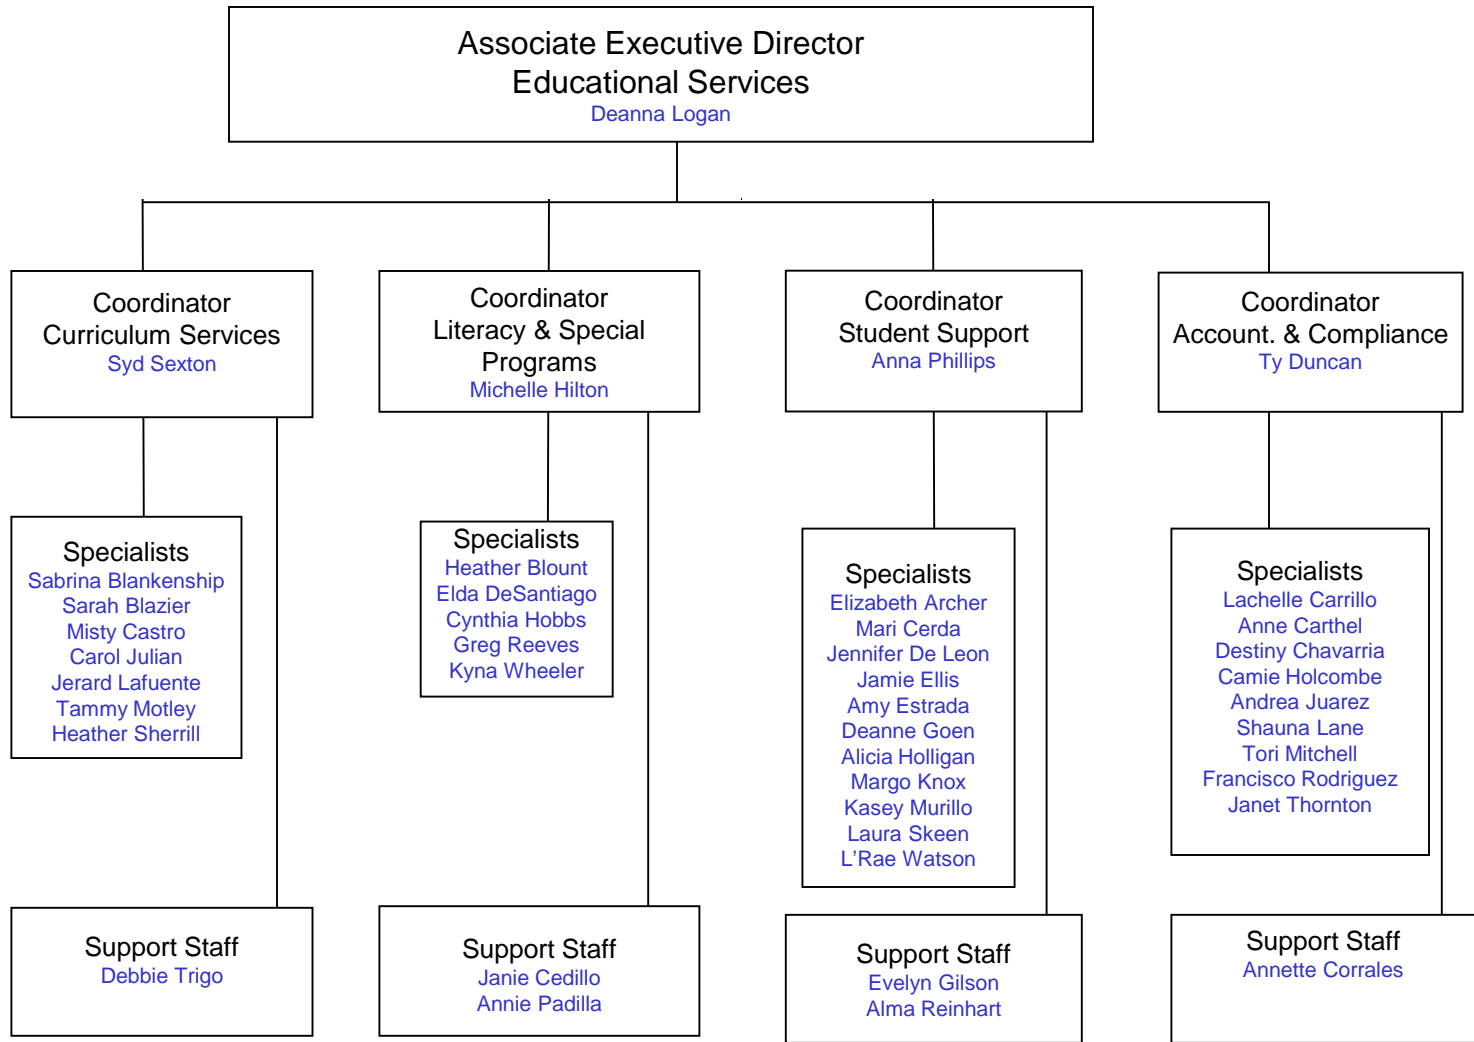 Associate Executive Director
Educational Services
Deanna Logan
Coordinator
Curriculum Services
Syd Sexton
Coordinator
Literacy & Special
Programs
Michelle Hilton
Coordinator
Student Support
Anna Phillips
Coordinator
Account. & Compliance
Ty Duncan
Specialists
Sabrina Blankenship
Sarah Blazier
Misty Castro
Carol Julian
Jerard Lafuente
Tammy Motley
Heather Sherrill
Specialists
Heather Blount
Elda DeSantiago
Cynthia Hobbs
Greg Reeves
Kyna Wheeler
Specialists
Elizabeth Archer
Mari Cerda
Jennifer De Leon
Jamie Ellis
Amy Estrada
Deanne Goen
Alicia Holligan
Margo Knox
Kasey Murillo
Laura Skeen
L'Rae Watson
Specialists
Lachelle Carrillo
Anne Carthel
Destiny Chavarria
Camie Holcombe
Andrea Juarez
Shauna Lane
Tori Mitchell
Francisco Rodriguez
Janet Thornton
Support Staff
Debbie Trigo
Support Staff
Janie Cedillo
Annie Padilla
Support Staff
Evelyn Gilson
Alma Reinhart
Support Staff
Annette Corrales